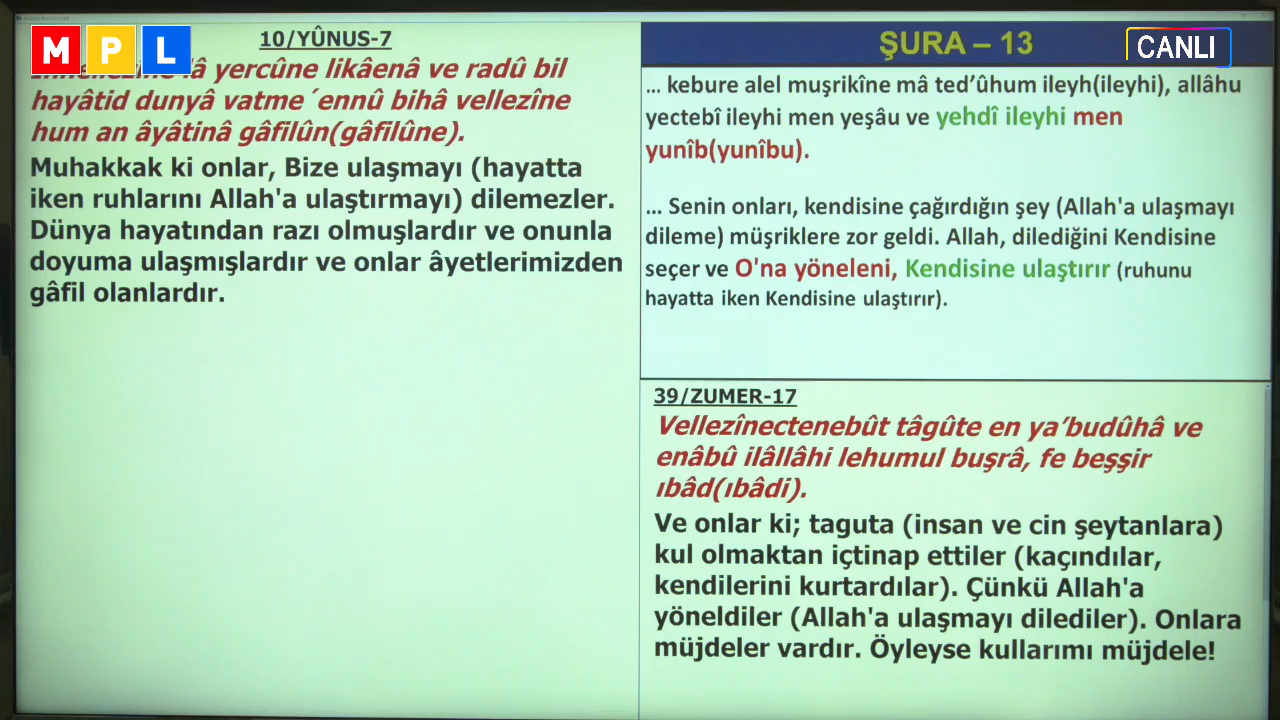 MPL
10/YÛNUS-7
lâ yercûne likâenâ ve radû bil
hayâtid dunyâ vatme´ennû bihâ vellezîne
hum an âyâtinâ gâfilûn(gâfilûne).
Muhakkak ki onlar, Bize ulaşmayı (hayatta
iken ruhlarını Allah'a ulaştırmayı) dilemezler.
Dünya hayatından razı olmuşlardır ve onunla
doyuma ulaşmışlardır ve onlar âyetlerimizden
gâfil olanlardır.
ŞURA – 13
CANLI
... kebure alel muşrikîne mâ ted’ûhum ileyh(ileyhi), allâhu
yectebî ileyhi men yeşâu ve yehdî ileyhi men
yunîb(yunîbu).
... Senin onları, kendisine çağırdığın şey (Allah'a ulaşmayı
dileme) müşriklere zor geldi. Allah, dilediğini Kendisine
seçer ve O'na yöneleni, Kendisine ulaştırır (ruhunu
hayatta iken Kendisine ulaştırır).
39/ZUMER-17
Vellezînectenebût tâgûte en ya’budûhâ ve
enâbû ilâllâhi lehumul buşrâ, fe beşşir
ıbâd(ıbâdi).
Ve onlar ki; taguta (insan ve cin şeytanlara)
kul olmaktan içtinap ettiler (kaçındılar,
kendilerini kurtardılar). Çünkü Allah'a
yöneldiler (Allah'a ulaşmayı dilediler). Onlara
müjdeler vardır. Öyleyse kullarımı müjdele!